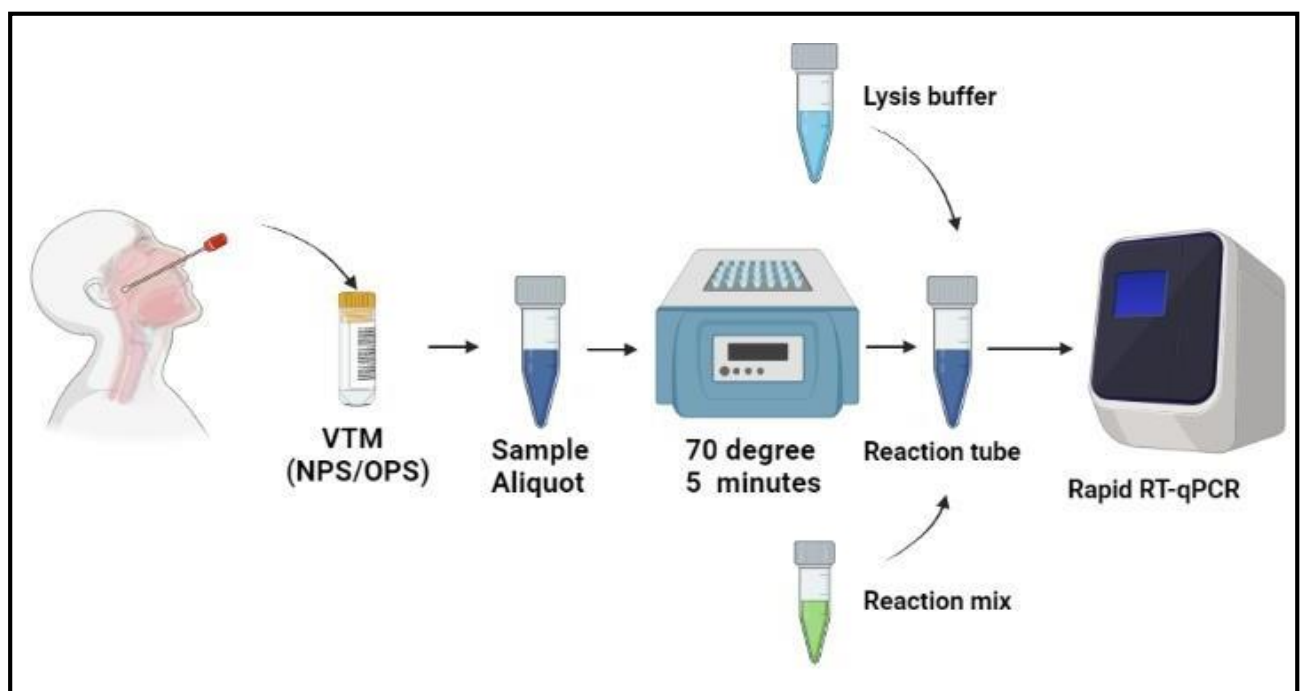 Lysis buffer
VTM
(NPS/OPS)
Sample
Aliquot
70 degree
5 minutes
Reaction tube
Rapid RT-qPCR
Reaction mix